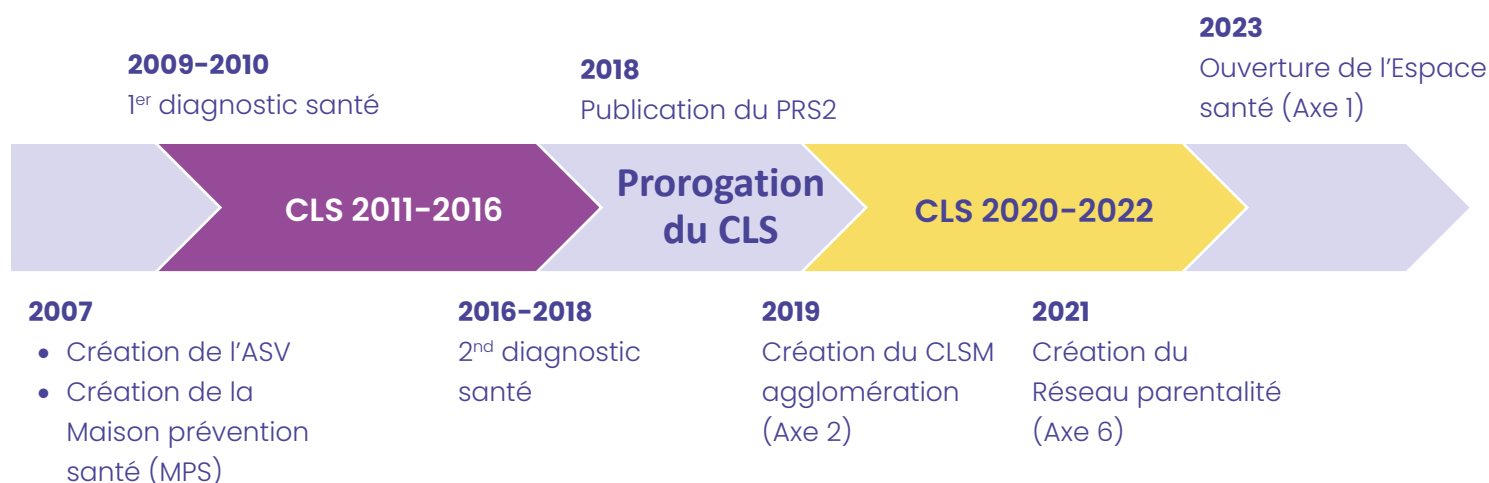 2023
Ouverture de l’Espace
santé (Axe 1)
2009-2010
1er diagnostic santé
2018
Publication du PRS2
CLS 2011-2016
Prorogation
du CLS
CLS 2020-2022
2007
• Création de l’ASV
• Création de la
Maison prévention
santé (MPS)
2016-2018
2nd diagnostic
santé
2019
Création du CLSM
agglomération
(Axe 2)
2021
Création du
Réseau parentalité
(Axe 6)